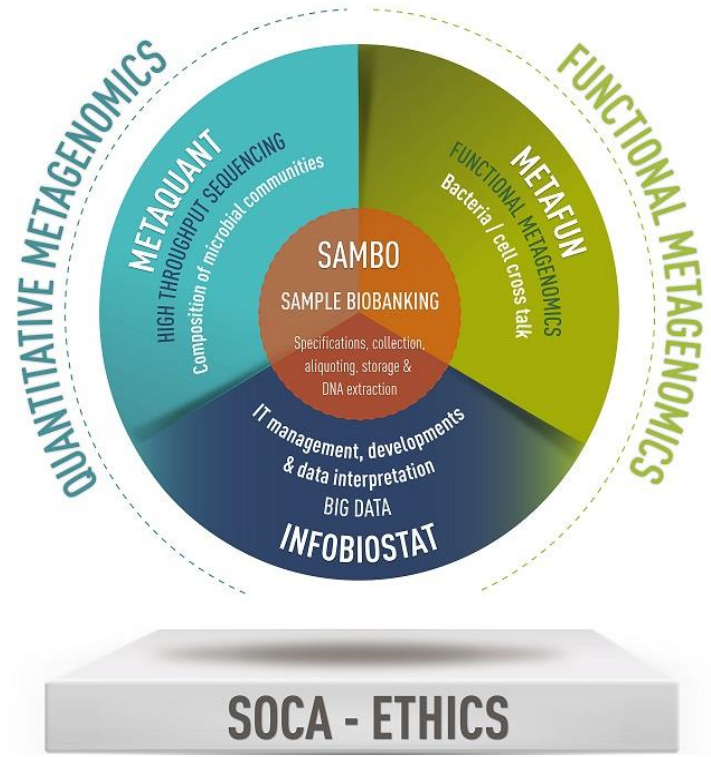 QUANTITATIVE METAGENOMICS
FUNCTIONAL METAGENOMICS
METAQUANT
HIGH THROUGHPUT SEQUENCING
Composition of microbial communities
METAFUN
FUNCTIONAL METAGENOMICS
Bacteria / cell cross talk
SAMBO
SAMPLE BIOBANKING
Specifications, collection,
aliquoting, storage &
DNA extraction
IT management, developments
& data interpretation
BIG DATA
INFOBIOSTAT
SOCA - ETHICS